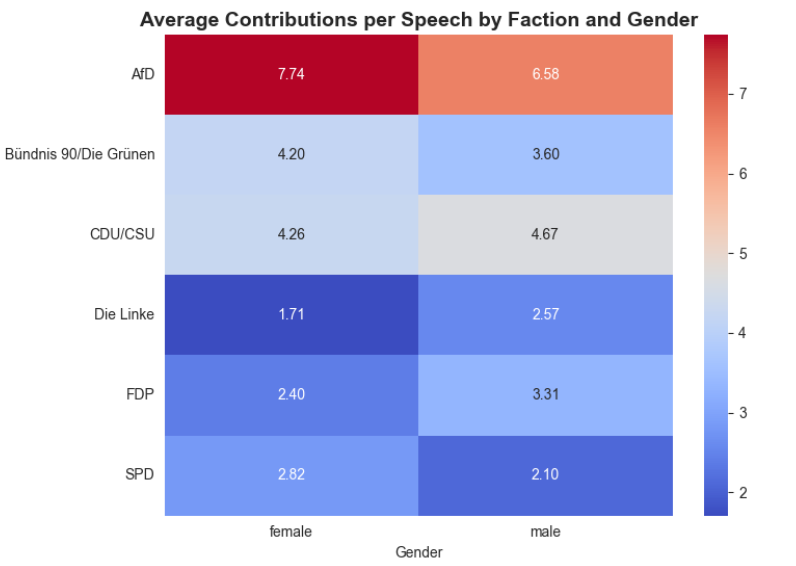 Average Contributions per Speech by Faction and Gender
AfD 7.74 6.58
Bündnis 90/Die Grünen 4.20 3.60
CDU/CSU 4.26 4.67
Die Linke 1.71 2.57
FDP 2.40 3.31
SPD 2.82 2.10
female male
Gender
7
6
5
4
3
2